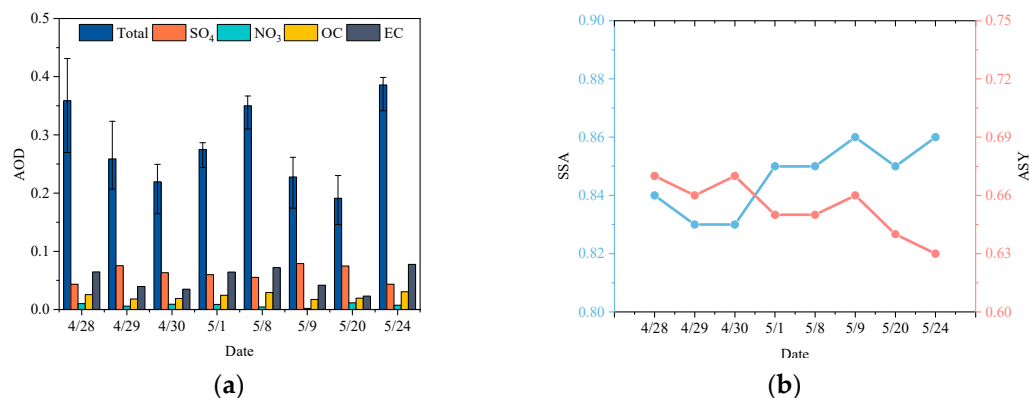 0.5
0.4
0.3
0.2
0.1
0.0
AOD
Total SO₄ NO₃ OC EC
4/28 4/29 4/30 5/1 5/8 5/9 5/20 5/24
Date
(a)
0.90
0.88
0.86
0.84
0.82
0.80
SSA
0.75
0.72
0.69
0.66
0.63
0.60
ASY
4/28 4/29 4/30 5/1 5/8 5/9 5/20 5/24
Date
(b)